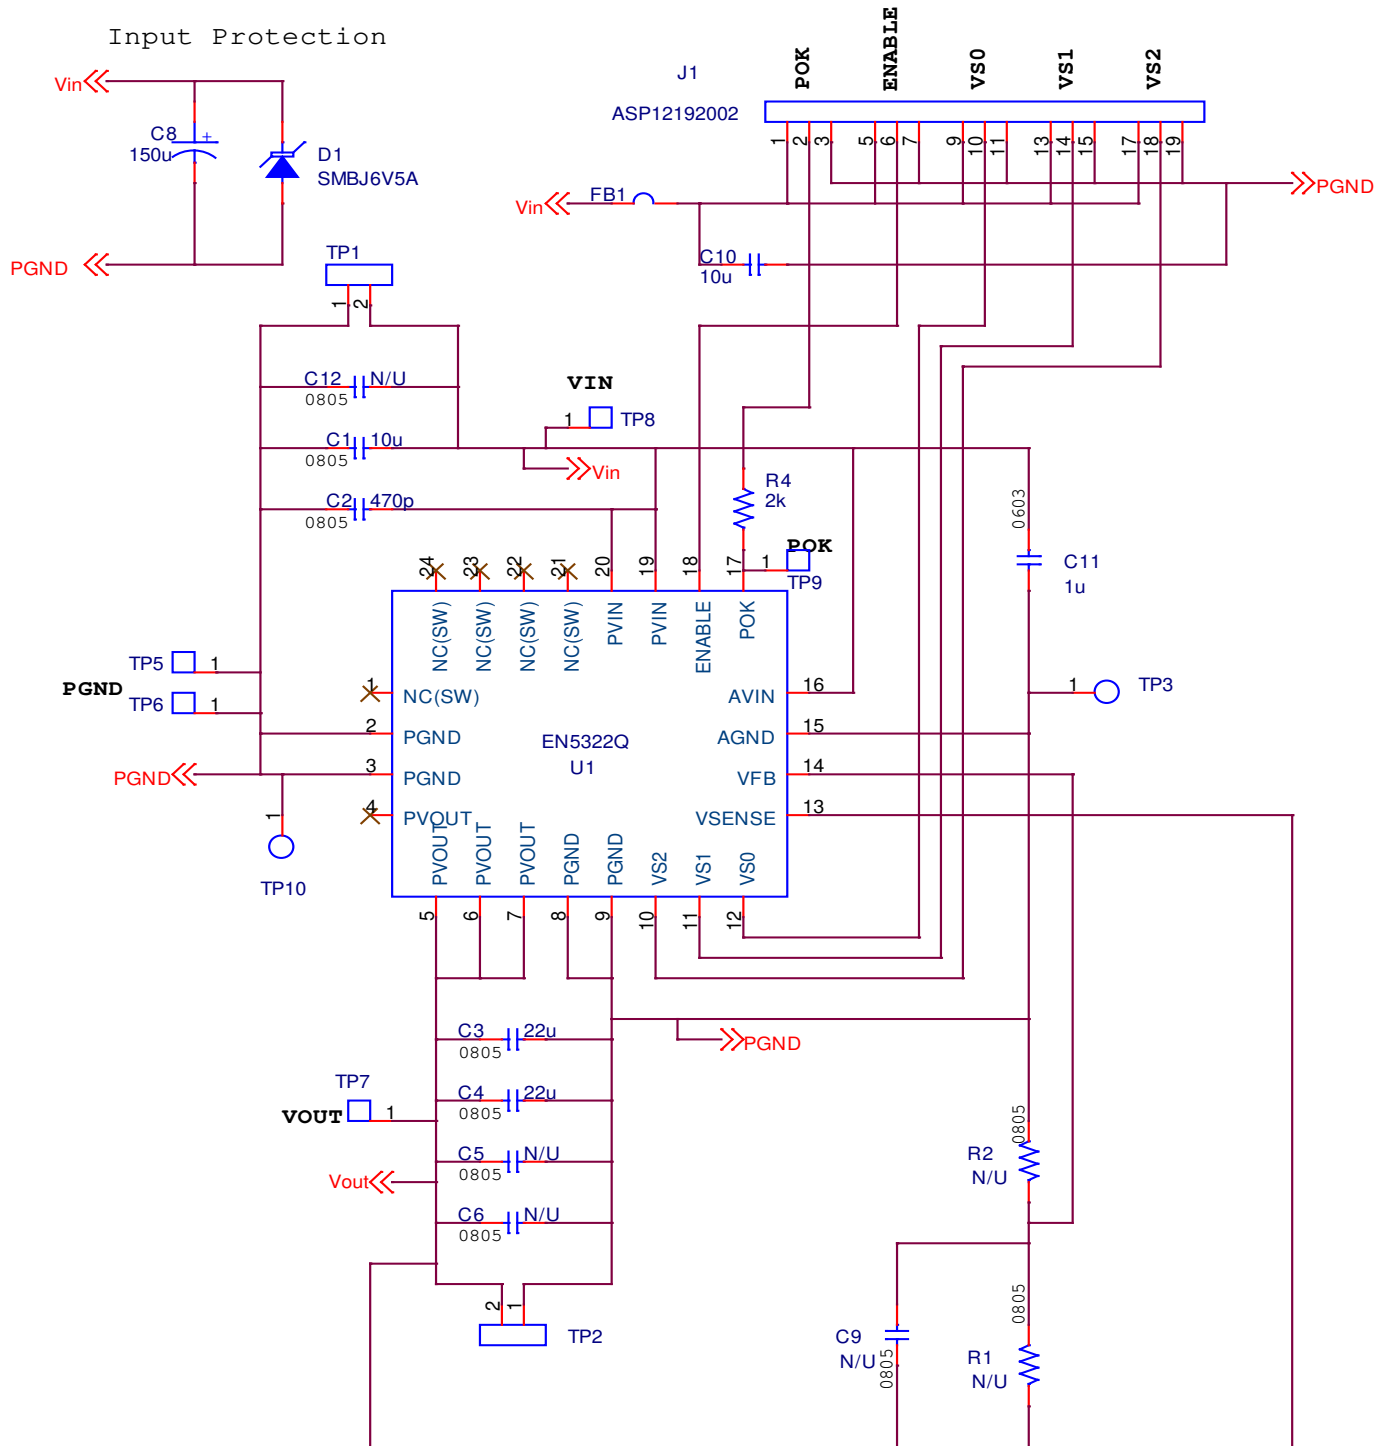 Input Protection
Vin
C8
150u
+
D1
SMBJ6V5A
PGND
J1
ASP12192002
POK
ENABLE
VS0
VS1
VS2
1
2
3
5
6
7
9
10
11
13
14
15
17
18
19
Vin
FB1
PGND
C10
10u
TP1
1
2
C12
N/U
0805
C1
10u
0805
C2
470p
0805
VIN
1
TP8
Vin
R4
2k
POK
1
TP9
0603
C11
1u
24
23
22
21
20
19
18
17
NC(SW)
NC(SW)
NC(SW)
NC(SW)
PVIN
PVIN
ENABLE
POK
TP5
1
PGND
TP6
1
PGND
1
TP10
1
NC(SW)
2
PGND
3
PGND
4
PVOUT
EN5322Q
U1
AVIN
16
AGND
15
VFB
14
VSENSE
13
1
TP3
PVOUT
PVOUT
PVOUT
PGND
PGND
VS2
VS1
VS0
5
6
7
8
9
10
11
12
C3
22u
0805
PGND
C4
22u
0805
TP7
VOUT
1
C5
N/U
0805
Vout
C6
N/U
0805
2
1
TP2
0805
R2
N/U
0805
C9
N/U
0805
R1
N/U